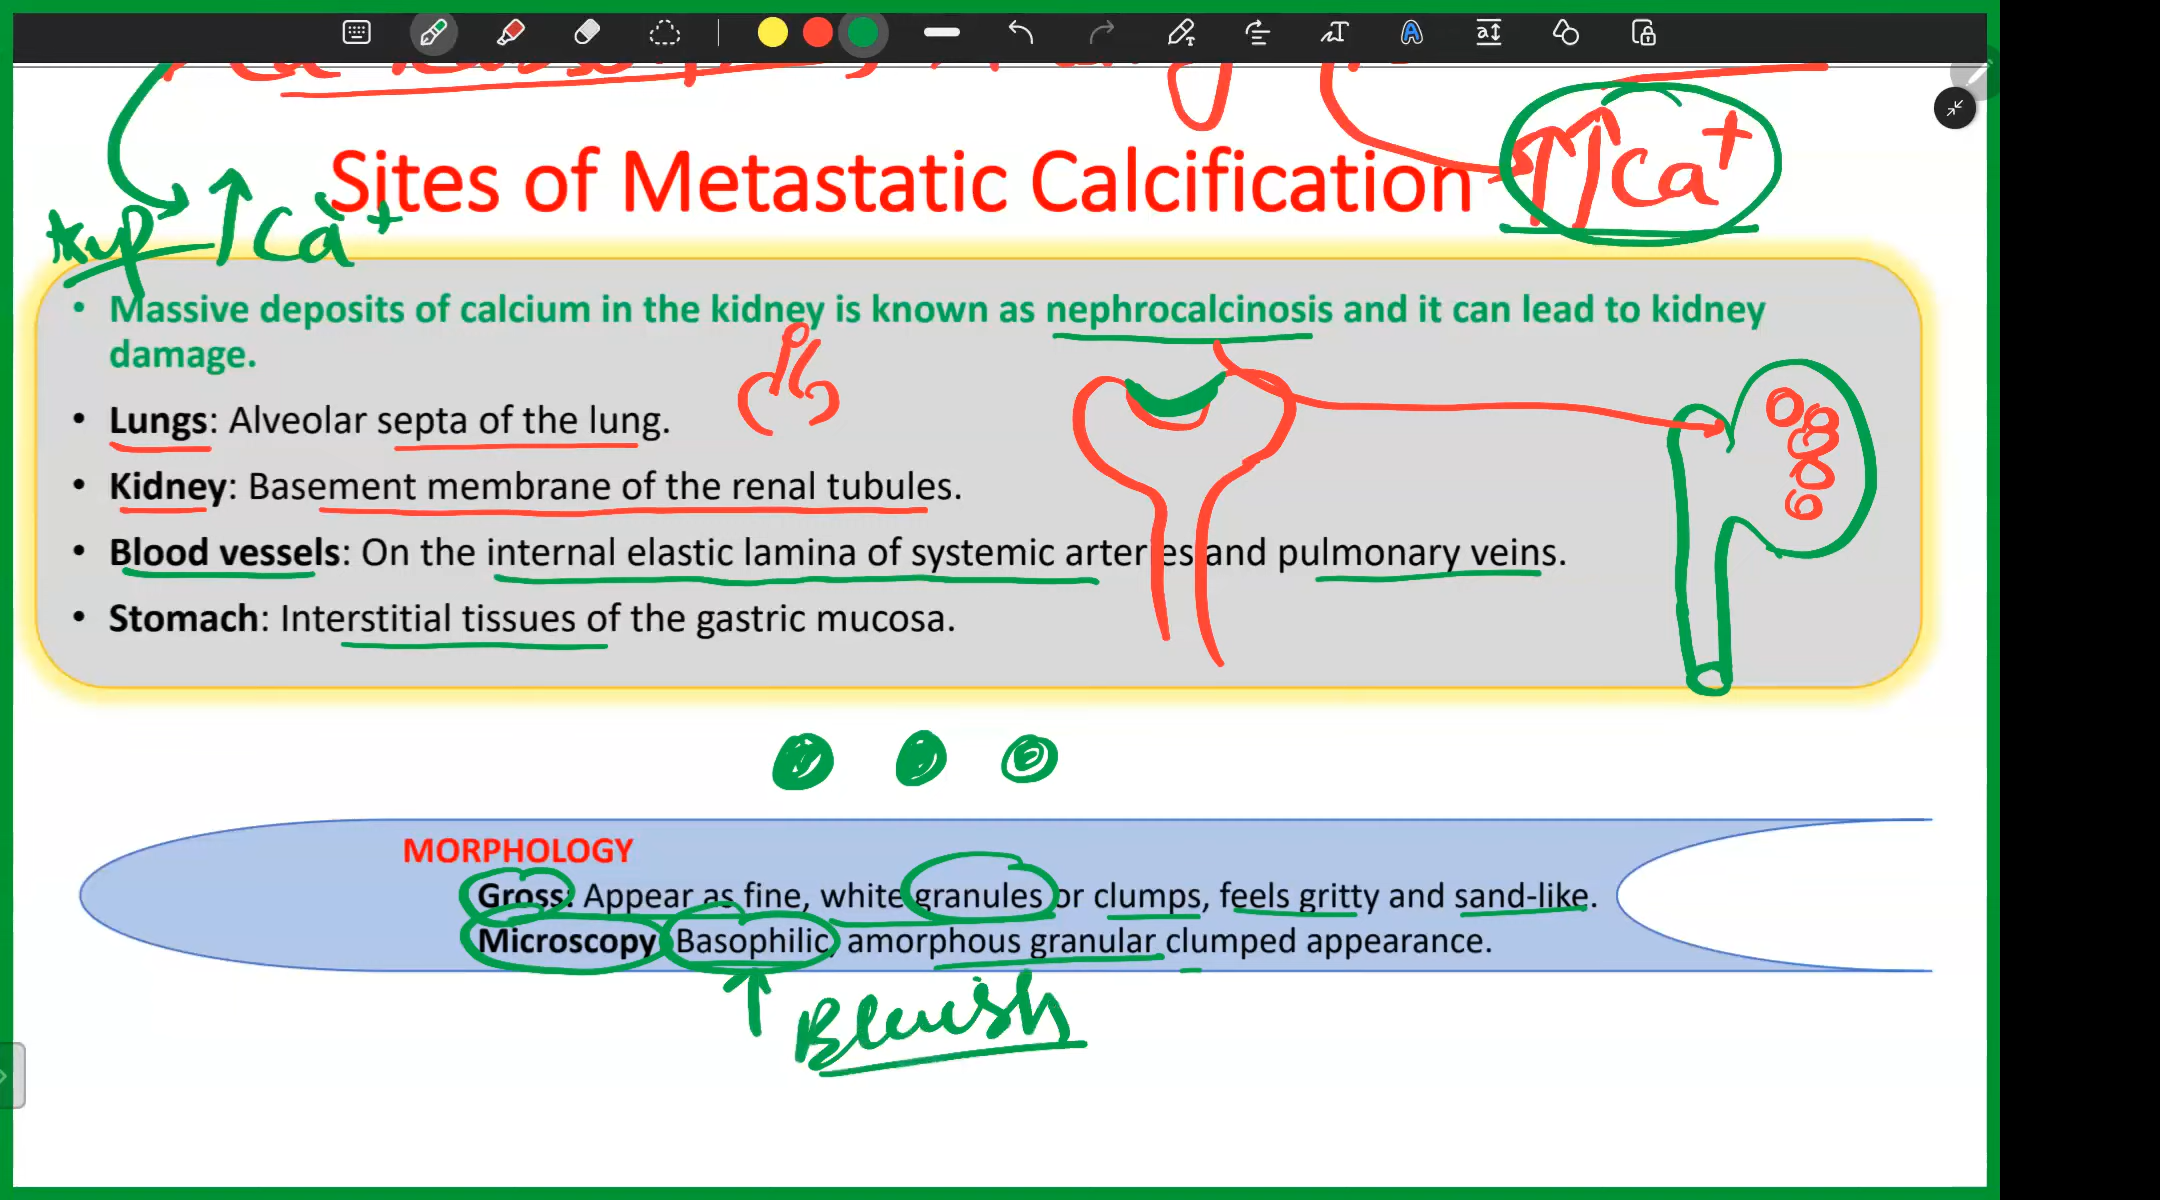 ↑↑Ca+
Sites of Metastatic Calcification
↑Ca+
• Massive deposits of calcium in the kidney is known as nephrocalcinosis and it can lead to kidney
damage.
• Lungs: Alveolar septa of the lung.
• Kidney: Basement membrane of the renal tubules.
• Blood vessels: On the internal elastic lamina of systemic arteries and pulmonary veins.
• Stomach: Interstitial tissues of the gastric mucosa.
MORPHOLOGY
Gross: Appear as fine, white granules or clumps, feels gritty and sand-like.
Microscopy Basophilic, amorphous granular clumped appearance.
Bluish